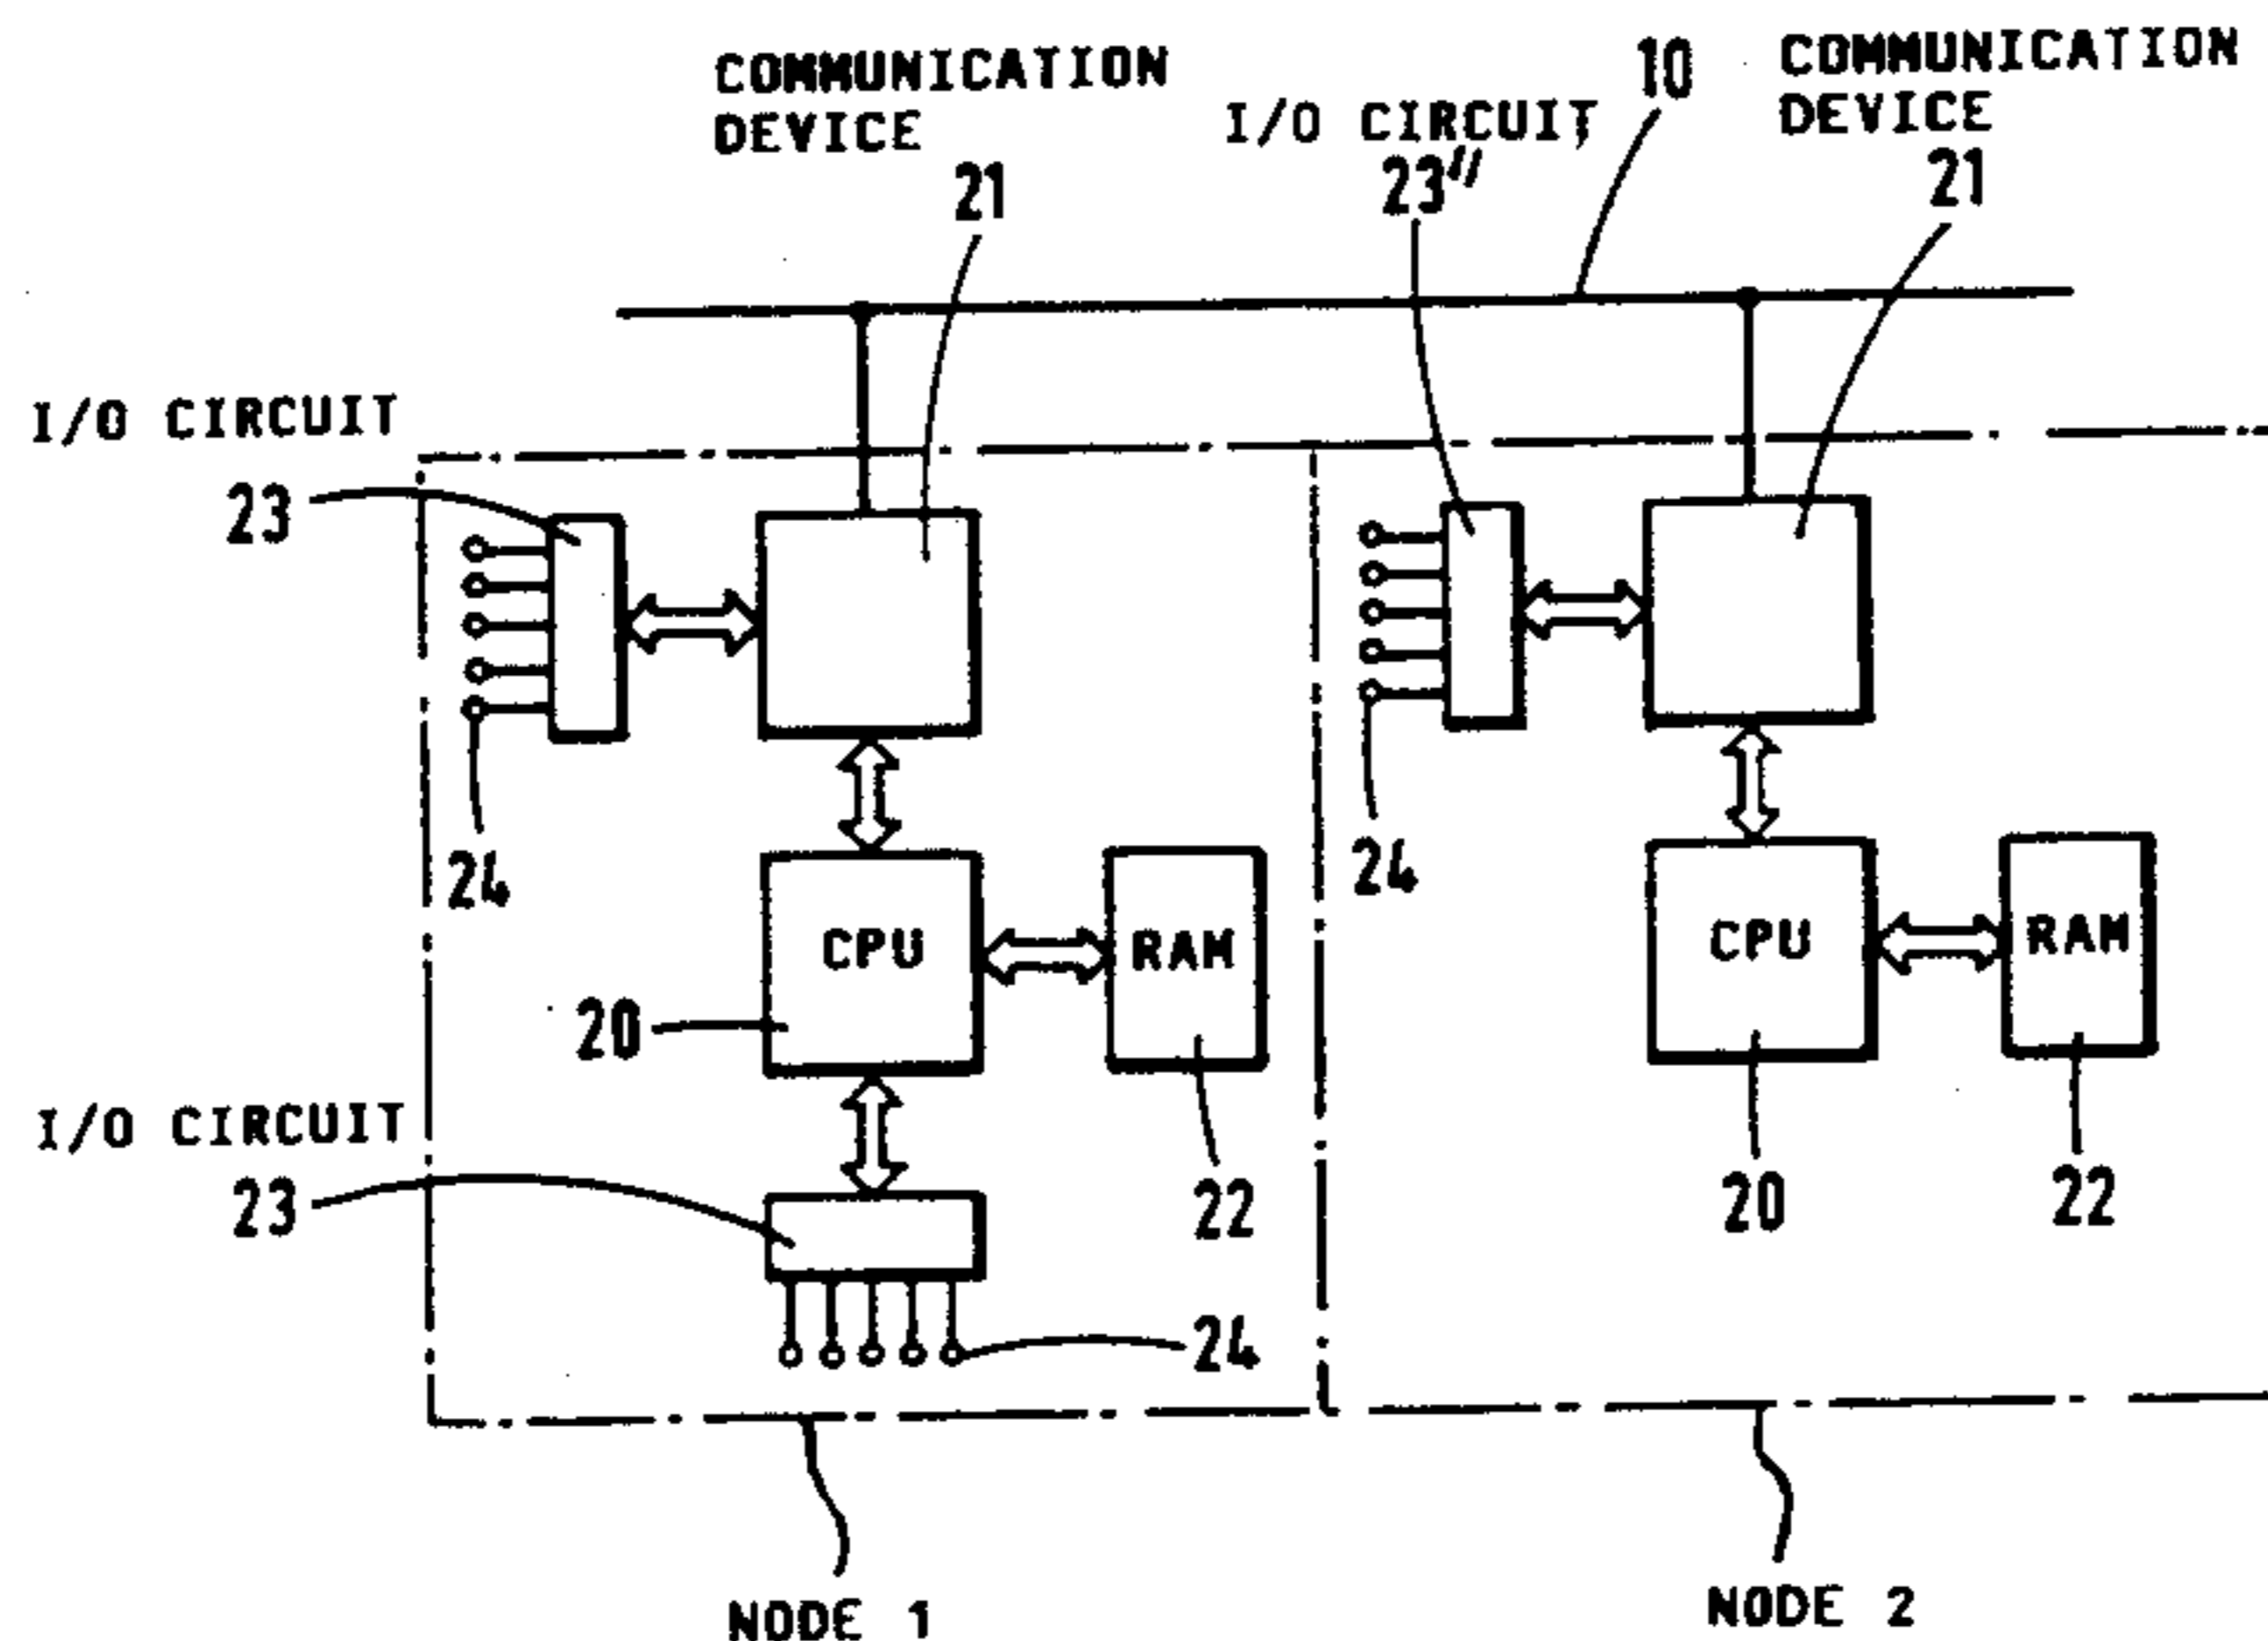 COMMUNICATION
DEVICE
21
I/O CIRCUIT
23"
10
COMMUNICATION
DEVICE
21
I/O CIRCUIT
23
24
24
CPU
RAM
CPU
RAM
20
I/O CIRCUIT
23
22
20
22
24
NODE 1
NODE 2